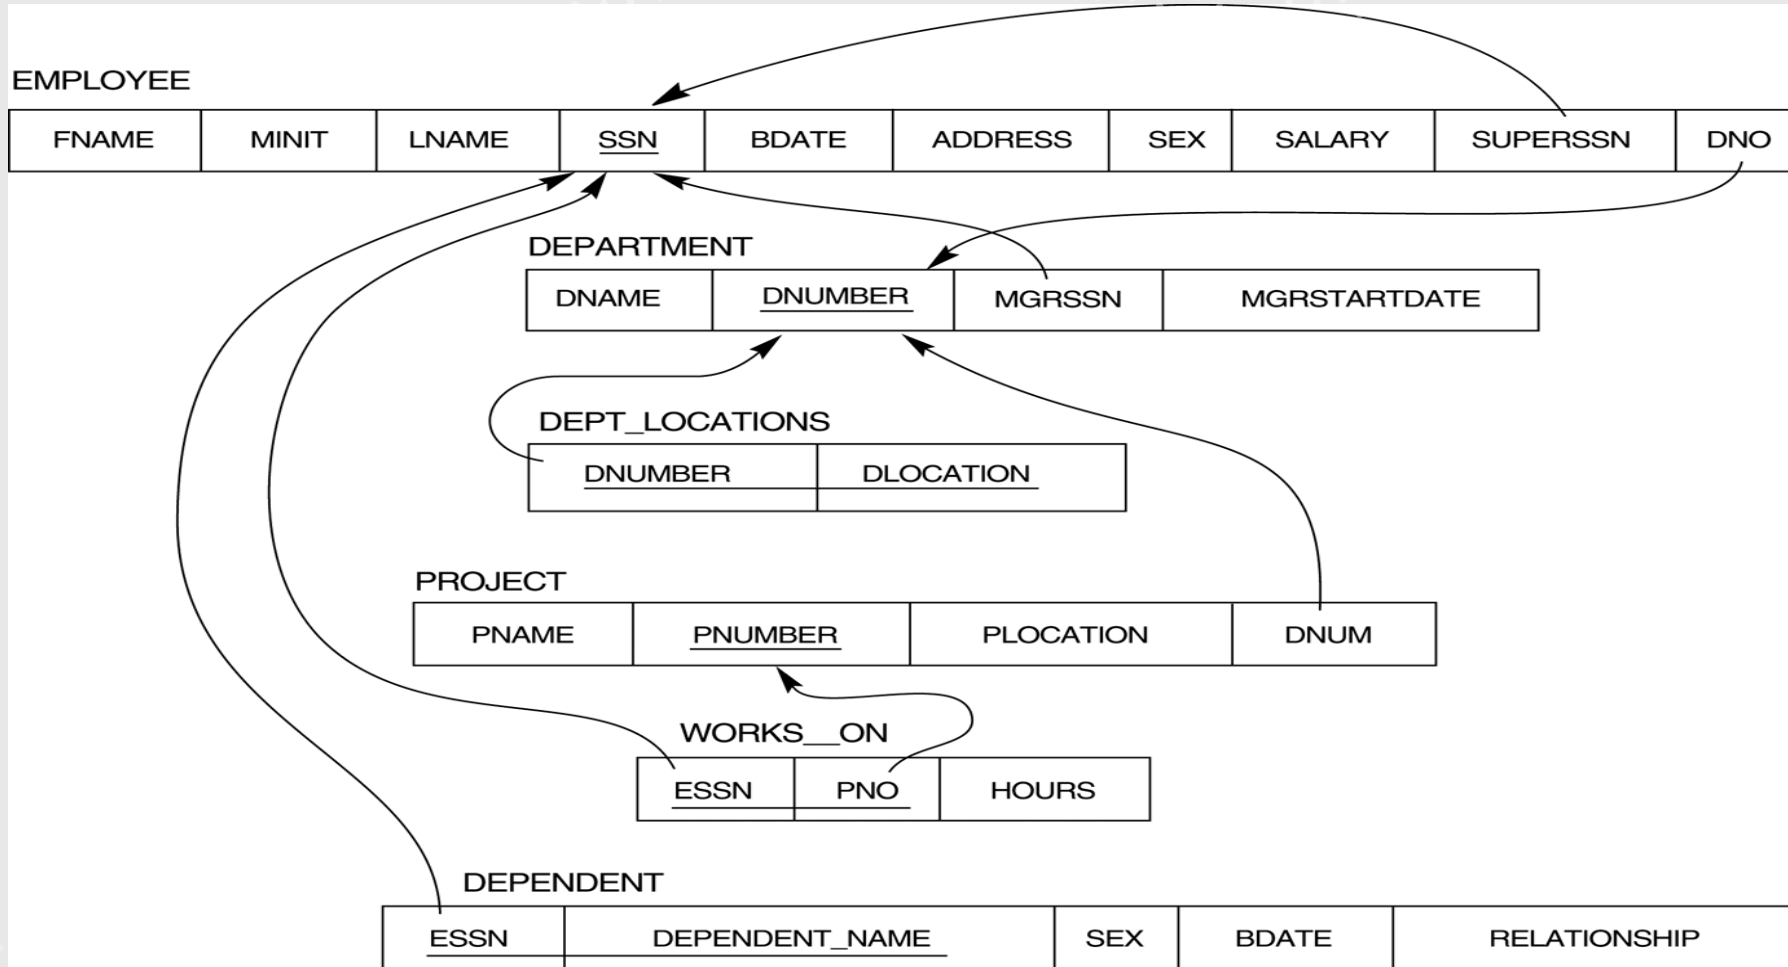 EMPLOYEE
FNAME MINIT LNAME SSN BDATE ADDRESS SEX SALARY SUPERSSN DNO
DEPARTMENT
DNAME DNUMBER MGRSSN MGRSTARTDATE
DEPT_LOCATIONS
DNUMBER DLOCATION
PROJECT
PNAME PNUMBER PLOCATION DNUM
WORKS__ON
ESSN PNO HOURS
DEPENDENT
ESSN DEPENDENT_NAME SEX BDATE RELATIONSHIP